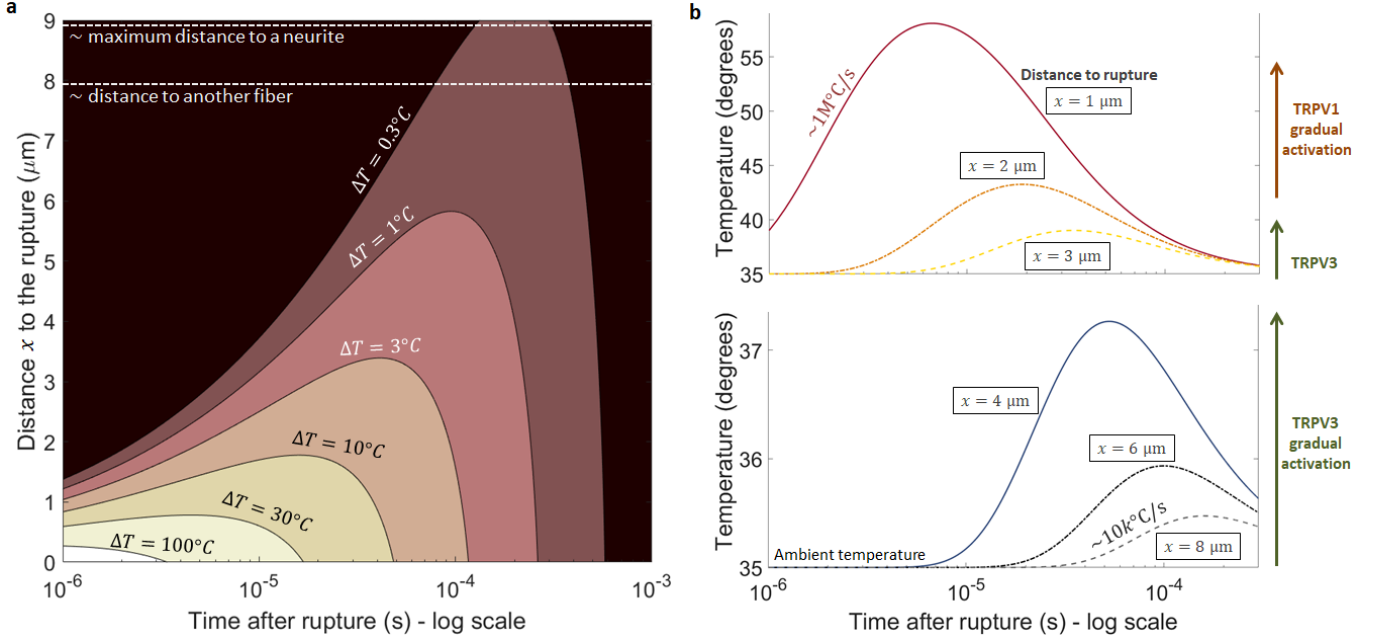 a
Distance x to the rupture (μm)
9
8
7
6
5
4
3
2
1
0
~ maximum distance to a neurite
~ distance to another fiber
ΔT = 0.3°C
ΔT = 1°C
ΔT = 3°C
ΔT = 10°C
ΔT = 30°C
ΔT = 100°C
10⁻⁶
10⁻⁵
10⁻⁴
10⁻³
Time after rupture (s) - log scale
b
Temperature (degrees)
55
50
45
40
35
~1M°C/s
Distance to rupture
x = 1 μm
x = 2 μm
x = 3 μm
TRPV1
gradual
activation
TRPV3
Temperature (degrees)
37
36
35
x = 4 μm
x = 6 μm
~10k°C/s
x = 8 μm
Ambient temperature
TRPV3
gradual
activation
10⁻⁶
10⁻⁵
10⁻⁴
Time after rupture (s) - log scale